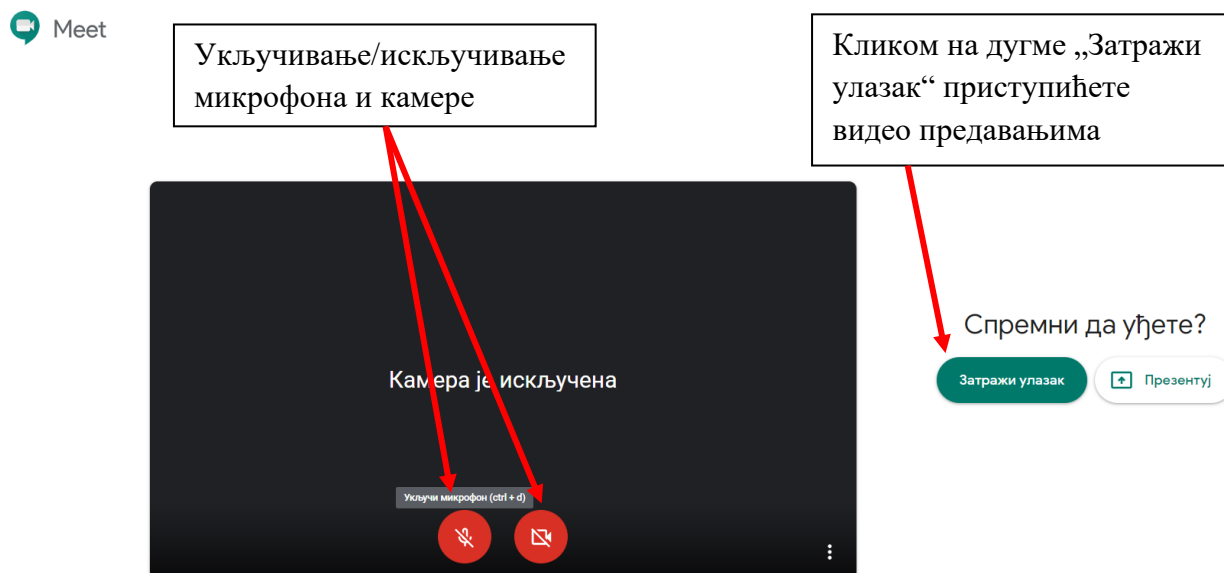 Meet
Укључивање/искључивање
микрофона и камере
Кликом на дугме „Затражи
улазак“ приступићете
видео предавањима
Камера је искључена
Укључи микрофон (ctrl + d)
Спремни да уђете?
Затражи улазак
Презентуј